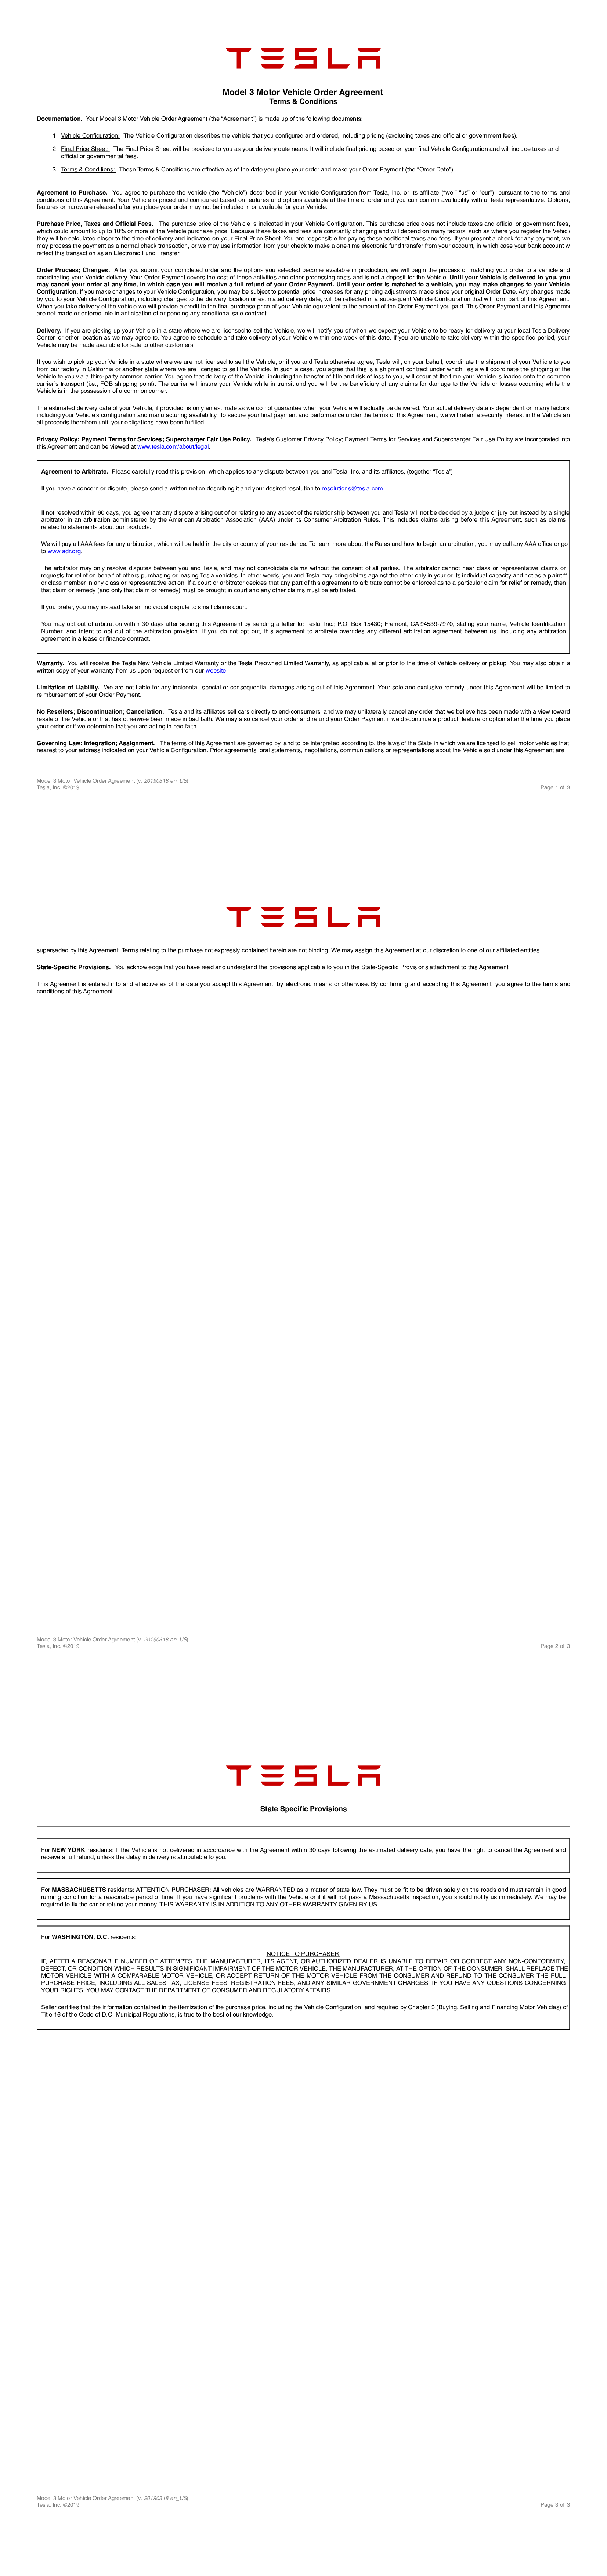 TESLA
Model 3 Motor Vehicle Order Agreement
Terms & Conditions
Documentation. Your Model 3 Motor Vehicle Order Agreement (the "Agreement") is made up of the following documents:
1. Vehicle Configuration: The Vehicle Configuration describes the vehicle that you configured and ordered, including pricing (excluding taxes and official or government fees).
2. Final Price Sheet: The Final Price Sheet will be provided to you as your delivery date nears. It will include final pricing based on your final Vehicle Configuration and will include taxes and
official or governmental fees.
3. Terms & Conditions: These Terms & Conditions are effective as of the date you place your order and make your Order Payment (the "Order Date").
Agreement to Purchase. You agree to purchase the vehicle (the "Vehicle") described in your Vehicle Configuration from Tesla, Inc. or its affiliate ("we," "us" or "our"), pursuant to the terms and
conditions of this Agreement. Your Vehicle is priced and configured based on features and options available at the time of order and you can confirm availability with a Tesla representative. Options,
features or hardware released after you place your order may not be included in or available for your Vehicle.
Purchase Price, Taxes and Official Fees. The purchase price of the Vehicle is indicated in your Vehicle Configuration. This purchase price does not include taxes and official or government fees,
which could amount to up to 10% or more of the Vehicle purchase price. Because these taxes and fees are constantly changing and will depend on many factors, such as where you register the Vehicle
they will be calculated closer to the time of delivery and indicated on your Final Price Sheet. You are responsible for paying these additional taxes and fees. If you present a check for any payment, we
may process the payment as a normal check transaction, or we may use information from your check to make a one-time electronic fund transfer from your account, in which case your bank account w
reflect this transaction as an Electronic Fund Transfer.
Order Process; Changes. After you submit your completed order and the options you selected become available in production, we will begin the process of matching your order to a vehicle and
coordinating your Vehicle delivery. Your Order Payment covers the cost of these activities and other processing costs and is not a deposit for the Vehicle. Until your Vehicle is delivered to you, you
may cancel your order at any time, in which case you will receive a full refund of your Order Payment. Until your order is matched to a vehicle, you may make changes to your Vehicle
Configuration. If you make changes to your Vehicle Configuration, you may be subject to potential price increases for any pricing adjustments made since your original Order Date. Any changes made
by you to your Vehicle Configuration, including changes to the delivery location or estimated delivery date, will be reflected in a subsequent Vehicle Configuration that will form part of this Agreement.
When you take delivery of the vehicle we will provide a credit to the final purchase price of your Vehicle equivalent to the amount of the Order Payment you paid. This Order Payment and this Agreemer
are not made or entered into in anticipation of or pending any conditional sale contract.
Delivery. If you are picking up your Vehicle in a state where we are licensed to sell the Vehicle, we will notify you of when we expect your Vehicle to be ready for delivery at your local Tesla Delivery
Center, or other location as we may agree to. You agree to schedule and take delivery of your Vehicle within one week of this date. If you are unable to take delivery within the specified period, your
Vehicle may be made available for sale to other customers.
If you wish to pick up your Vehicle in a state where we are not licensed to sell the Vehicle, or if you and Tesla otherwise agree, Tesla will, on your behalf, coordinate the shipment of your Vehicle to you
from our factory in California or another state where we are licensed to sell the Vehicle. In such a case, you agree that this is a shipment contract under which Tesla will coordinate the shipping of the
Vehicle to you via a third-party common carrier. You agree that delivery of the Vehicle, including the transfer of title and risk of loss to you, will occur at the time your Vehicle is loaded onto the common
carrier's transport (i.e., FOB shipping point). The carrier will insure your Vehicle while in transit and you will be the beneficiary of any claims for damage to the Vehicle or losses occurring while the
Vehicle is in the possession of a common carrier.
The estimated delivery date of your Vehicle, if provided, is only an estimate as we do not guarantee when your Vehicle will actually be delivered. Your actual delivery date is dependent on many factors,
including your Vehicle's configuration and manufacturing availability. To secure your final payment and performance under the terms of this Agreement, we will retain a security interest in the Vehicle an
all proceeds therefrom until your obligations have been fulfilled.
Privacy Policy; Payment Terms for Services; Supercharger Fair Use Policy. Tesla's Customer Privacy Policy; Payment Terms for Services and Supercharger Fair Use Policy are incorporated into
this Agreement and can be viewed at www.tesla.com/about/legal.
Agreement to Arbitrate. Please carefully read this provision, which applies to any dispute between you and Tesla, Inc. and its affiliates, (together "Tesla").
If you have a concern or dispute, please send a written notice describing it and your desired resolution to resolutions@tesla.com.
If not resolved within 60 days, you agree that any dispute arising out of or relating to any aspect of the relationship between you and Tesla will not be decided by a judge or jury but instead by a single
arbitrator in an arbitration administered by the American Arbitration Association (AAA) under its Consumer Arbitration Rules. This includes claims arising before this Agreement, such as claims
related to statements about our products.
We will pay all AAA fees for any arbitration, which will be held in the city or county of your residence. To learn more about the Rules and how to begin an arbitration, you may call any AAA office or go
to www.adr.org.
The arbitrator may only resolve disputes between you and Tesla, and may not consolidate claims without the consent of all parties. The arbitrator cannot hear class or representative claims or
requests for relief on behalf of others purchasing or leasing Tesla vehicles. In other words, you and Tesla may bring claims against the other only in your or its individual capacity and not as a plaintiff
or class member in any class or representative action. If a court or arbitrator decides that any part of this agreement to arbitrate cannot be enforced as to a particular claim for relief or remedy, then
that claim or remedy (and only that claim or remedy) must be brought in court and any other claims must be arbitrated.
If you prefer, you may instead take an individual dispute to small claims court.
You may opt out of arbitration within 30 days after signing this Agreement by sending a letter to: Tesla, Inc.; P.O. Box 15430; Fremont, CA 94539-7970, stating your name, Vehicle Identification
Number, and intent to opt out of the arbitration provision. If you do not opt out, this agreement to arbitrate overrides any different arbitration agreement between us, including any arbitration
agreement in a lease or finance contract.
Warranty. You will receive the Tesla New Vehicle Limited Warranty or the Tesla Preowned Limited Warranty, as applicable, at or prior to the time of Vehicle delivery or pickup. You may also obtain a
written copy of your warranty from us upon request or from our website.
Limitation of Liability. We are not liable for any incidental, special or consequential damages arising out of this Agreement. Your sole and exclusive remedy under this Agreement will be limited to
reimbursement of your Order Payment.
No Resellers; Discontinuation; Cancellation. Tesla and its affiliates sell cars directly to end-consumers, and we may unilaterally cancel any order that we believe has been made with a view toward
resale of the Vehicle or that has otherwise been made in bad faith. We may also cancel your order and refund your Order Payment if we discontinue a product, feature or option after the time you place
your order or if we determine that you are acting in bad faith.
Governing Law; Integration; Assignment. The terms of this Agreement are governed by, and to be interpreted according to, the laws of the State in which we are licensed to sell motor vehicles that
nearest to your address indicated on your Vehicle Configuration. Prior agreements, oral statements, negotiations, communications or representations about the Vehicle sold under this Agreement are
Model 3 Motor Vehicle Order Agreement (v. 20190318 en_US)
Tesla, Inc. ©2019
Page 1 of 3
TESLA
superseded by this Agreement. Terms relating to the purchase not expressly contained herein are not binding. We may assign this Agreement at our discretion to one of our affiliated entities.
State-Specific Provisions. You acknowledge that you have read and understand the provisions applicable to you in the State-Specific Provisions attachment to this Agreement.
This Agreement is entered into and effective as of the date you accept this Agreement, by electronic means or otherwise. By confirming and accepting this Agreement, you agree to the terms and
conditions of this Agreement.
Model 3 Motor Vehicle Order Agreement (v. 20190318 en_US)
Tesla, Inc. ©2019
Page 2 of 3
TESLA
State Specific Provisions
For NEW YORK residents: If the Vehicle is not delivered in accordance with the Agreement within 30 days following the estimated delivery date, you have the right to cancel the Agreement and
receive a full refund, unless the delay in delivery is attributable to you.
For MASSACHUSETTS residents: ATTENTION PURCHASER: All vehicles are WARRANTED as a matter of state law. They must be fit to be driven safely on the roads and must remain in good
running condition for a reasonable period of time. If you have significant problems with the Vehicle or if it will not pass a Massachusetts inspection, you should notify us immediately. We may be
required to fix the car or refund your money. THIS WARRANTY IS IN ADDITION TO ANY OTHER WARRANTY GIVEN BY US.
For WASHINGTON, D.C. residents:
NOTICE TO PURCHASER
IF, AFTER A REASONABLE NUMBER OF ATTEMPTS, THE MANUFACTURER, ITS AGENT, OR AUTHORIZED DEALER IS UNABLE TO REPAIR OR CORRECT ANY NON-CONFORMITY,
DEFECT, OR CONDITION WHICH RESULTS IN SIGNIFICANT IMPAIRMENT OF THE MOTOR VEHICLE, THE MANUFACTURER, AT THE OPTION OF THE CONSUMER, SHALL REPLACE THE
MOTOR VEHICLE WITH A COMPARABLE MOTOR VEHICLE, OR ACCEPT RETURN OF THE MOTOR VEHICLE FROM THE CONSUMER AND REFUND TO THE CONSUMER THE FULL
PURCHASE PRICE, INCLUDING ALL SALES TAX, LICENSE FEES, REGISTRATION FEES, AND ANY SIMILAR GOVERNMENT CHARGES. IF YOU HAVE ANY QUESTIONS CONCERNING
YOUR RIGHTS, YOU MAY CONTACT THE DEPARTMENT OF CONSUMER AND REGULATORY AFFAIRS.
Seller certifies that the information contained in the itemization of the purchase price, including the Vehicle Configuration, and required by Chapter 3 (Buying, Selling and Financing Motor Vehicles) of
Title 16 of the Code of D.C. Municipal Regulations, is true to the best of our knowledge.
Model 3 Motor Vehicle Order Agreement (v. 20190318 en_US)
Tesla, Inc. ©2019
Page 3 of 3